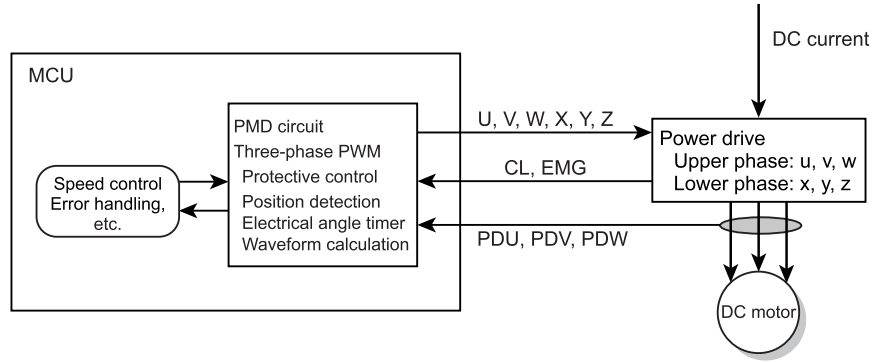 DC current
MCU
U, V, W, X, Y, Z
PMD circuit
Three-phase PWM
Protective control
Position detection
Electrical angle timer
Waveform calculation
Power drive
Upper phase: u, v, w
Lower phase: x, y, z
CL, EMG
Speed control
Error handling,
etc.
PDU, PDV, PDW
DC motor